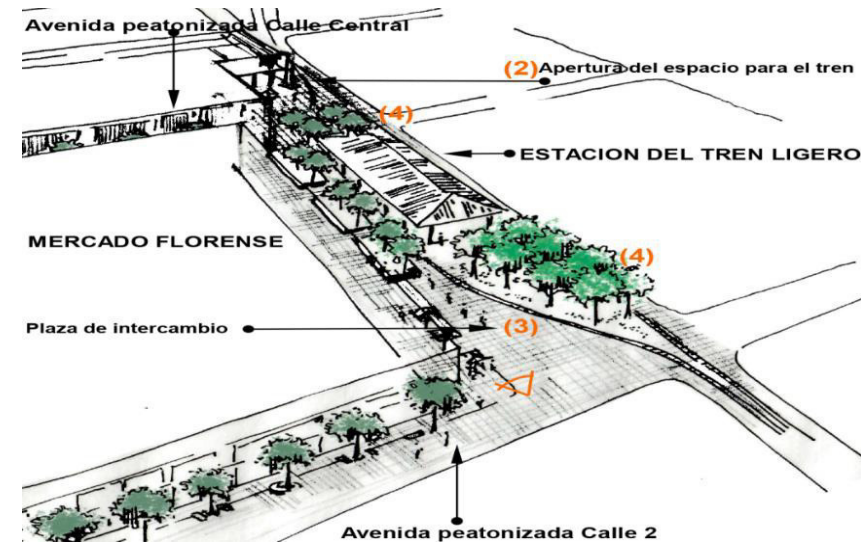 Avenida peatonizada Calle Central
(2) Apertura del espacio para el tren
(4)
ESTACION DEL TREN LIGERO
MERCADO FLORENSE
(4)
Plaza de intercambio
(3)
Avenida peatonizada Calle 2